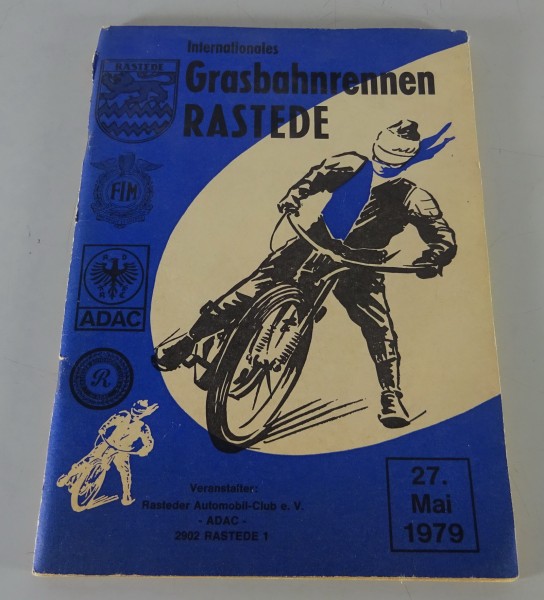 Internationales
Grasbahnrennen
RASTEDE
RASTEDE
FIM
ADAC
R
Veranstalter:
Rasteder Automobil-Club e. V.
- ADAC -
2902 RASTEDE 1
27.
Mai
1979